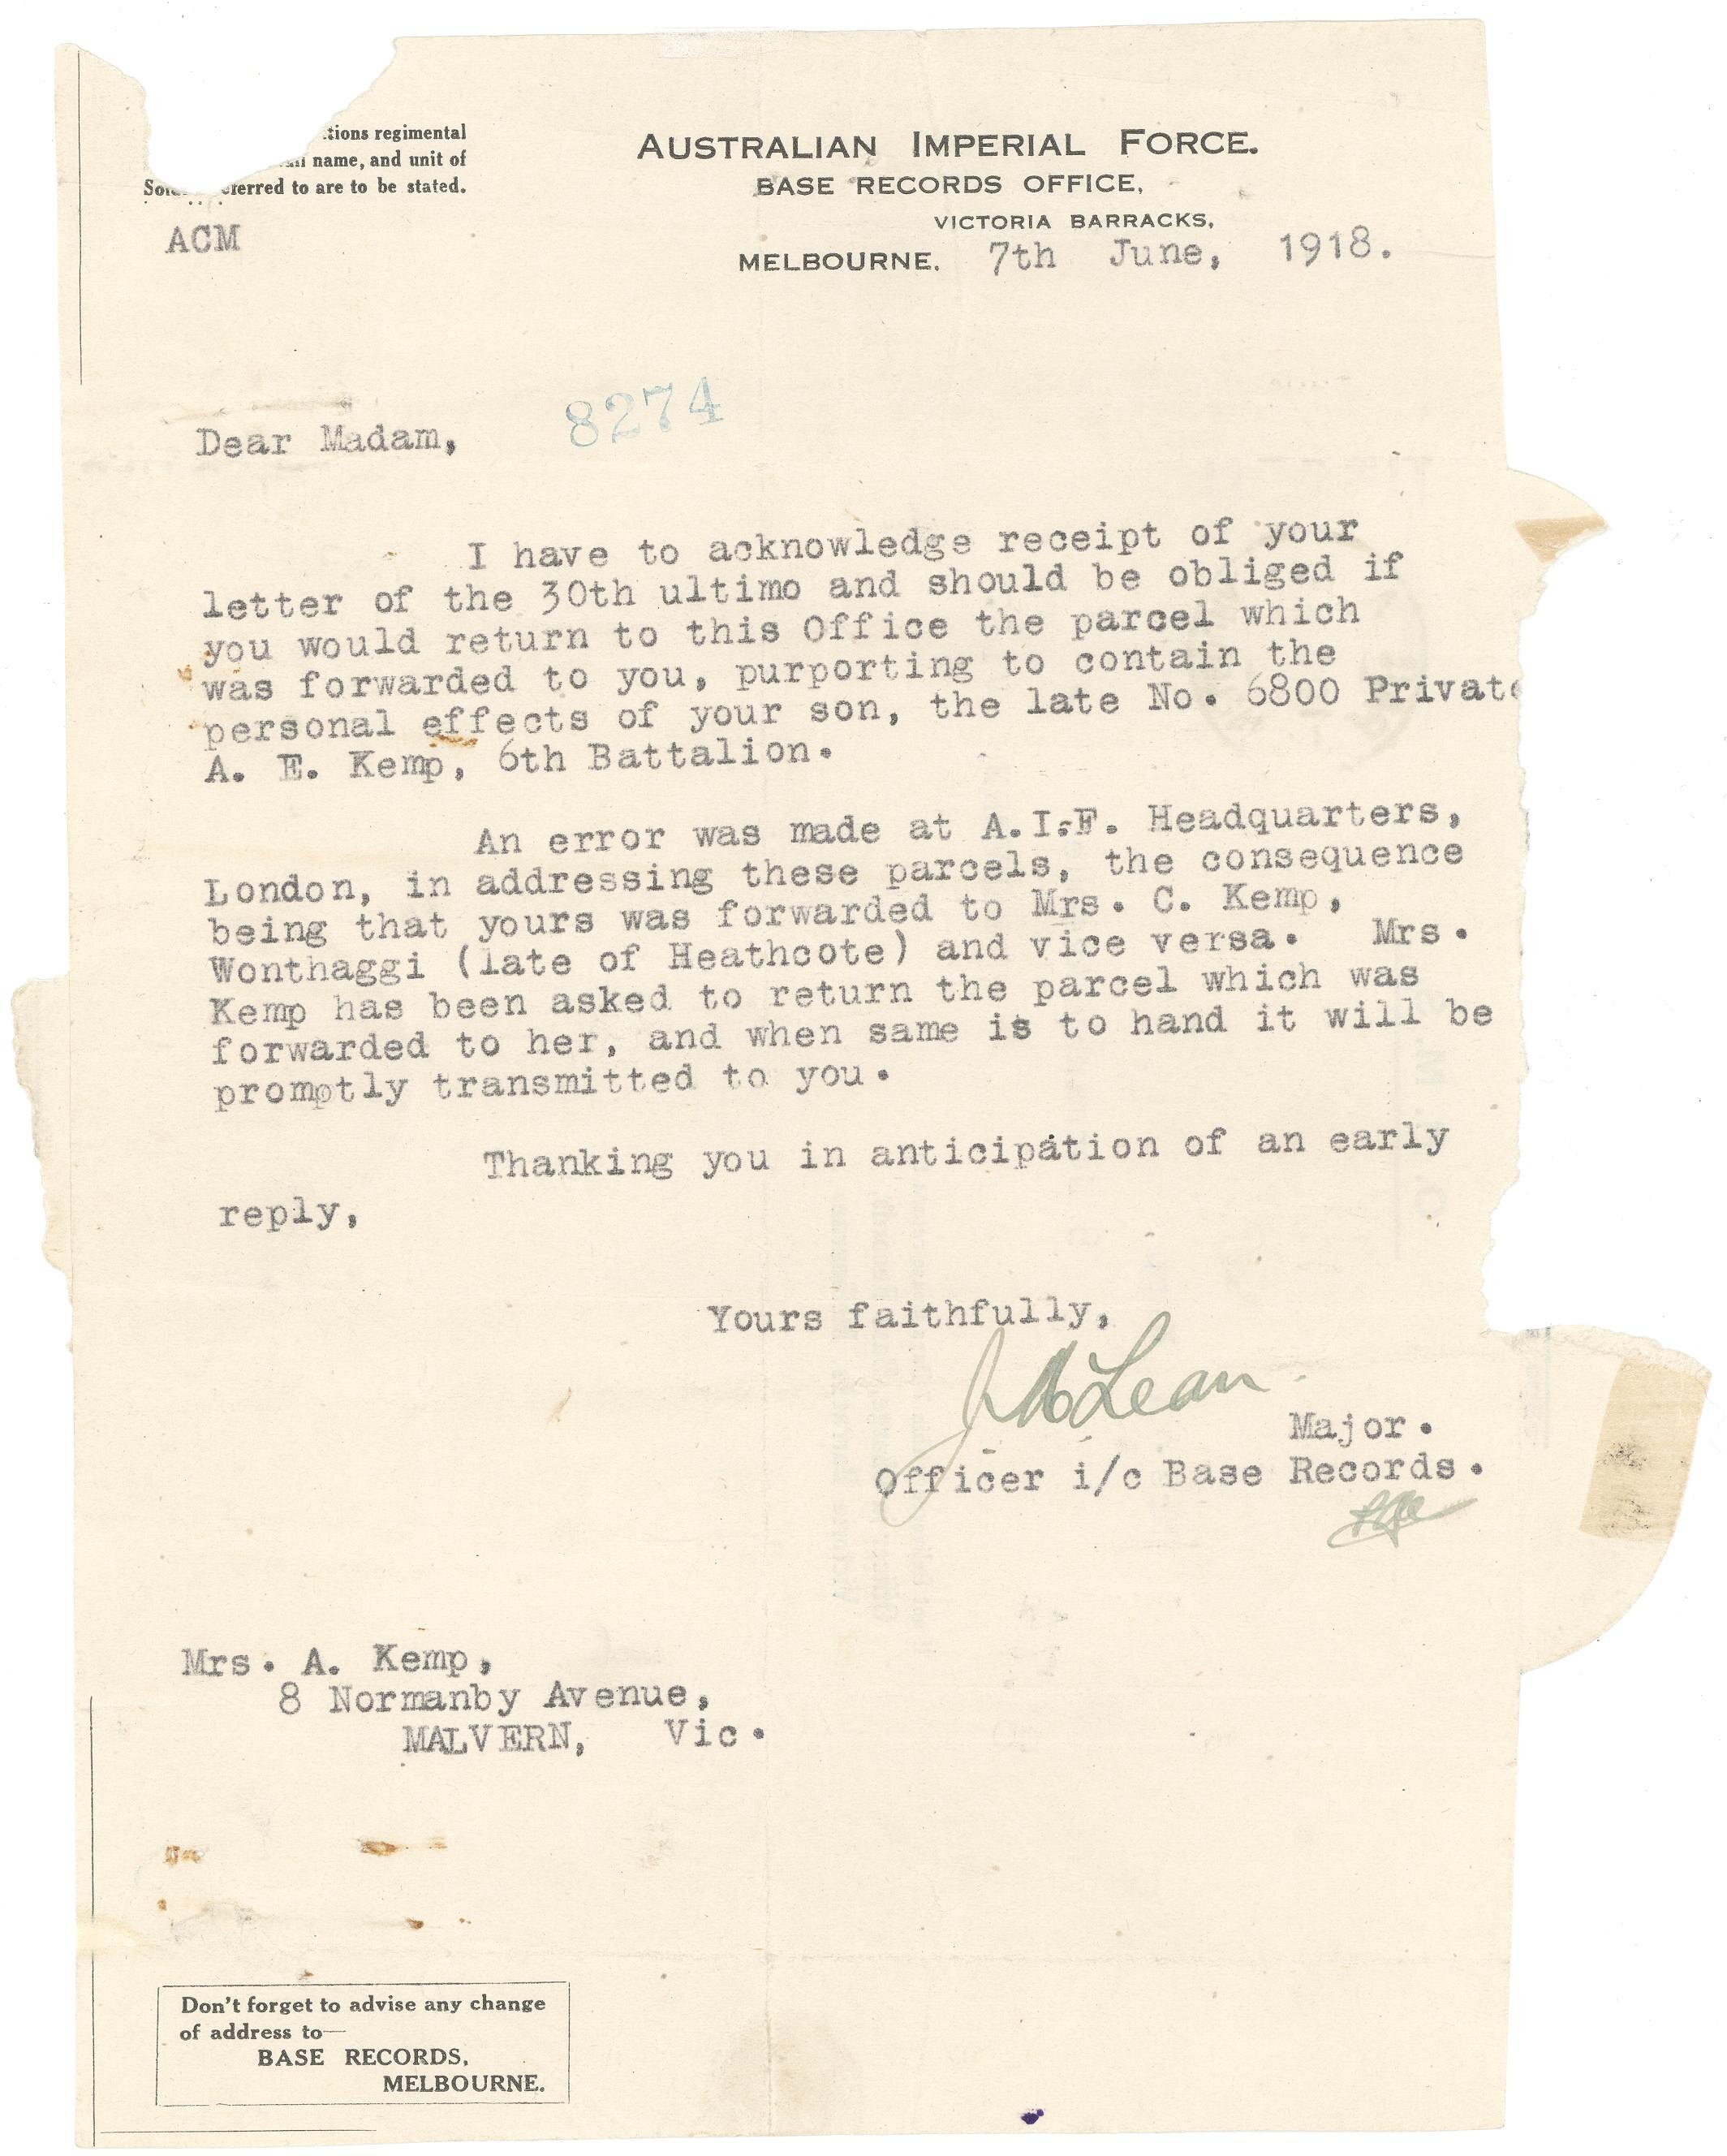 tions regimental
name, and unit of
referred to are to be stated.
AUSTRALIAN IMPERIAL FORCE.
BASE RECORDS OFFICE,
VICTORIA BARRACKS,
MELBOURNE. 7th June, 1918.
ACM
8274
Dear Madam,
I have to acknowledge receipt of your
letter of the 30th ultimo and should be obliged if
you would return to this Office the parcel which
was forwarded to you, purporting to contain the
personal effects of your son, the late No. 6800 Private
A. E. Kemp, 6th Battalion.
An error was made at A.I.F. Headquarters,
London, in addressing these parcels, the consequence
being that yours was forwarded to Mrs. C. Kemp,
Wonthaggi (late of Heathcote) and vice versa. Mrs.
Kemp has been asked to return the parcel which was
forwarded to her, and when same is to hand it will be
promptly transmitted to you.
Thanking you in anticipation of an early
reply,
Yours faithfully,
J McLean
Major.
Officer i/c Base Records.
Mrs. A. Kemp,
8 Normanby Avenue,
MALVERN, Vic.
Don't forget to advise any change
of address to—
BASE RECORDS,
MELBOURNE.